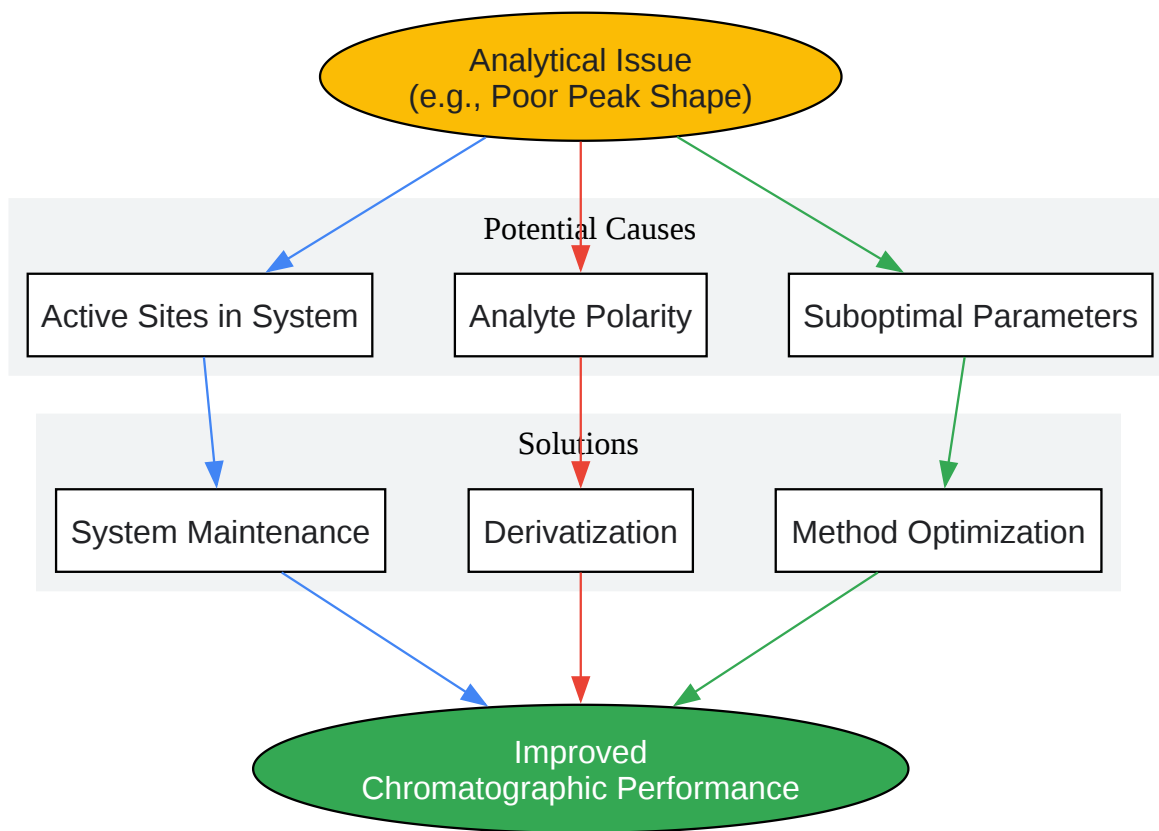 Analytical Issue
(e.g., Poor Peak Shape)
Potential Causes
Active Sites in System
Analyte Polarity
Suboptimal Parameters
Solutions
System Maintenance
Derivatization
Method Optimization
Improved
Chromatographic Performance